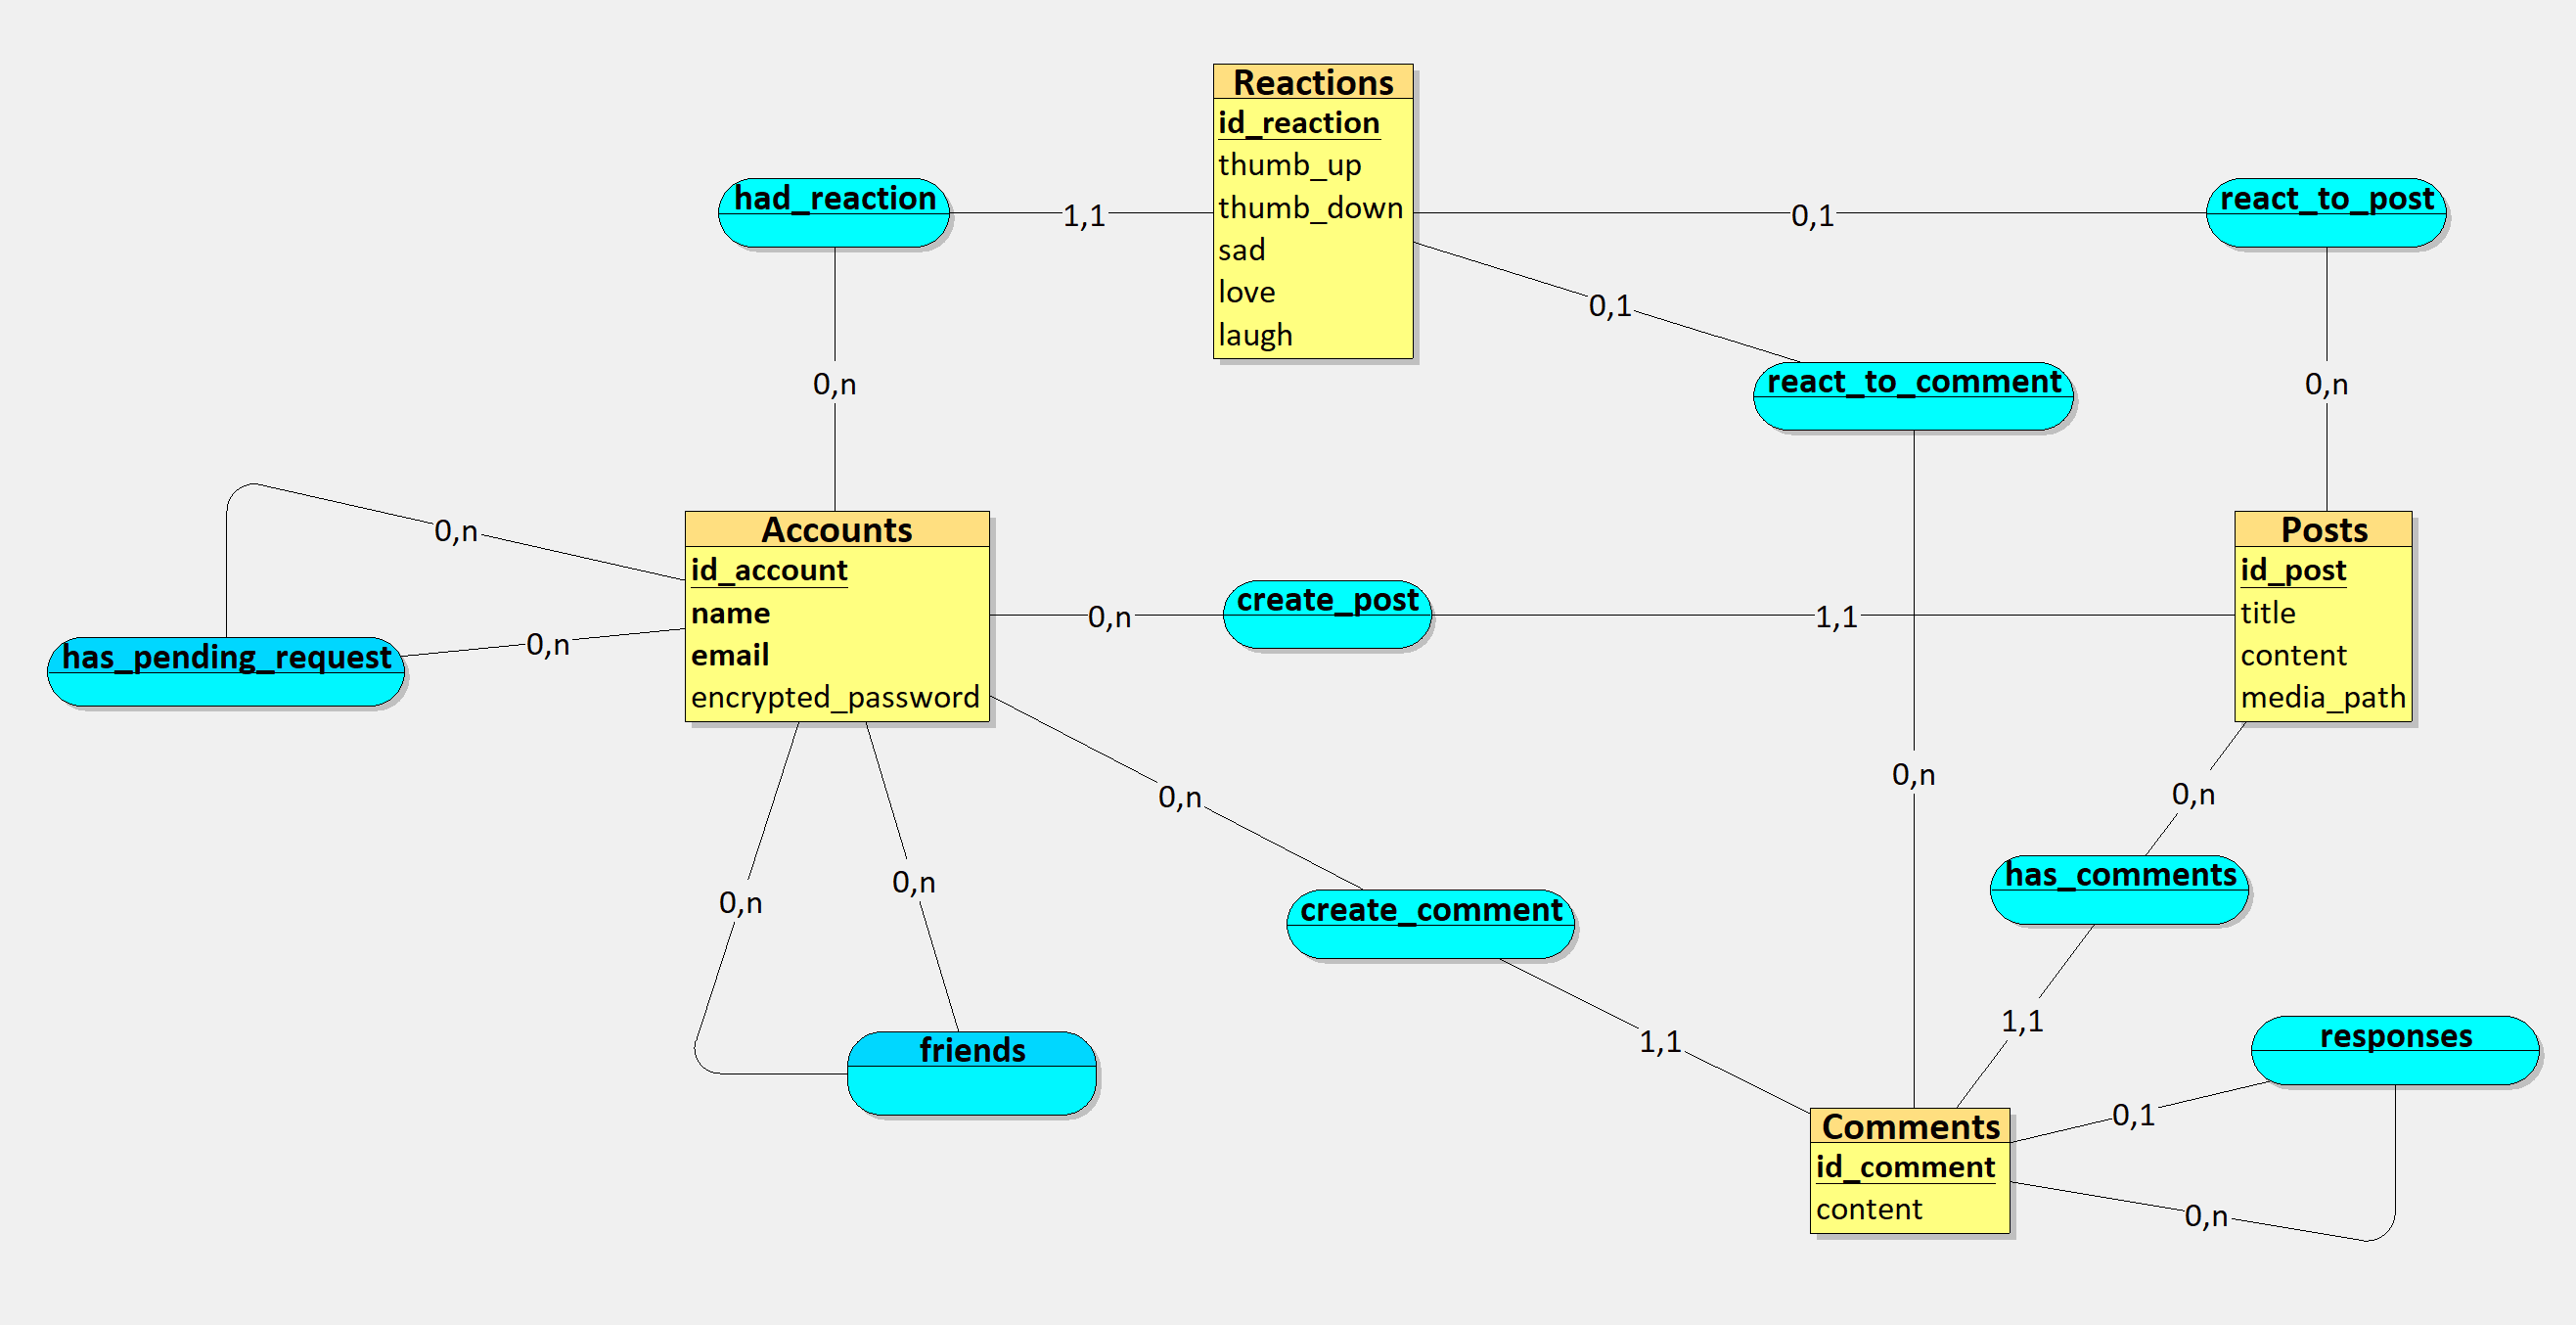 Reactions
id_reaction
thumb_up
thumb_down
sad
love
laugh
had_reaction
1,1
0,1
react_to_post
0,1
react_to_comment
0,n
0,n
0,n
Accounts
id_account
name
email
encrypted_password
0,n
has_pending_request
0,n
create_post
1,1
Posts
id_post
title
content
media_path
0,n
0,n
0,n
0,n
0,n
has_comments
create_comment
1,1
1,1
friends
responses
0,1
Comments
id_comment
content
0,n